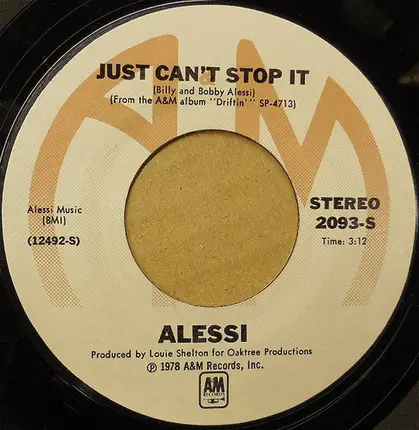 JUST CAN'T STOP IT
(Billy and Bobby Alessi)
(From the A&M album "Driftin'" SP-4713)
A&M
Alessi Music
(BMI)
(12492-S)
STEREO
2093-S
Time: 3:12
ALESSI
Produced by Louie Shelton for Oaktree Productions
℗ 1978 A&M Records, Inc.
A&M
RECORDS